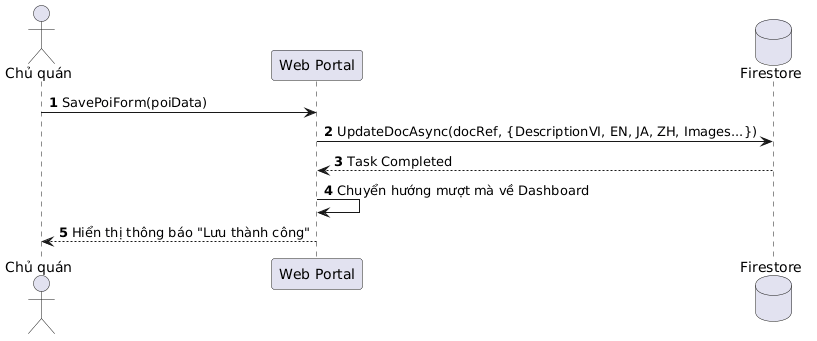 Chủ quán
Web Portal
Firestore
1 SavePoiForm(poiData)
2 UpdateDocAsync(docRef, {DescriptionVI, EN, JA, ZH, Images...})
3 Task Completed
4 Chuyển hướng mượt mà về Dashboard
5 Hiển thị thông báo "Lưu thành công"
Chủ quán
Web Portal
Firestore